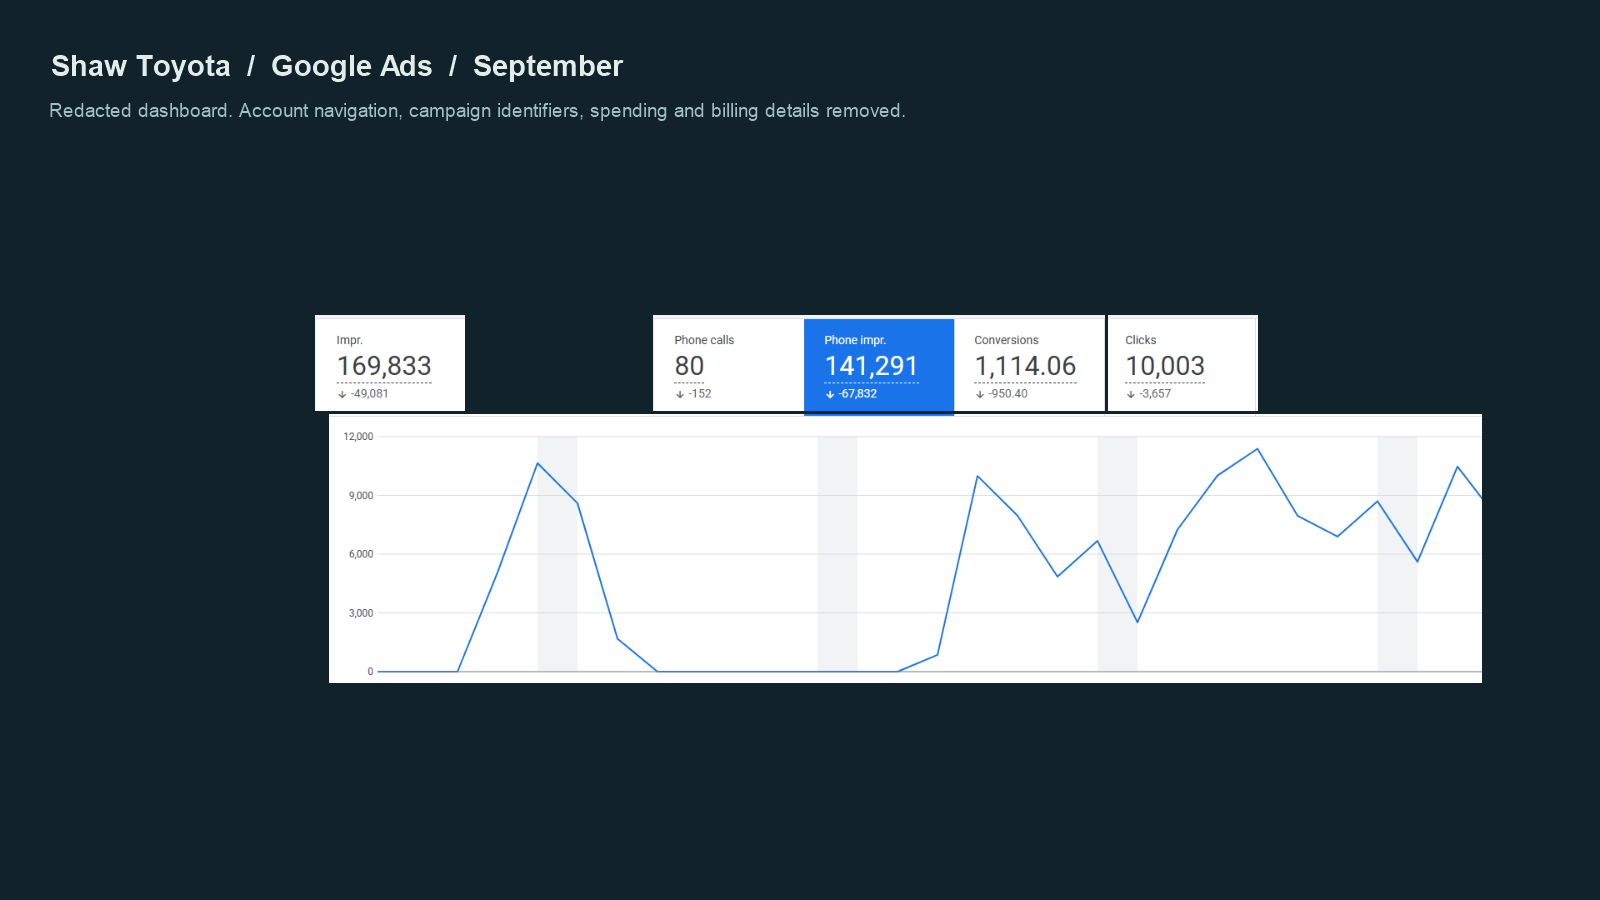 Shaw Toyota / Google Ads / September
Redacted dashboard. Account navigation, campaign identifiers, spending and billing details removed.
Impr.
169,833
↓ -49,081
Phone calls
80
↓ -152
Phone impr.
141,291
↓ -67,832
Conversions
1,114.06
↓ -950.40
Clicks
10,003
↓ -3,657
12,000
9,000
6,000
3,000
0